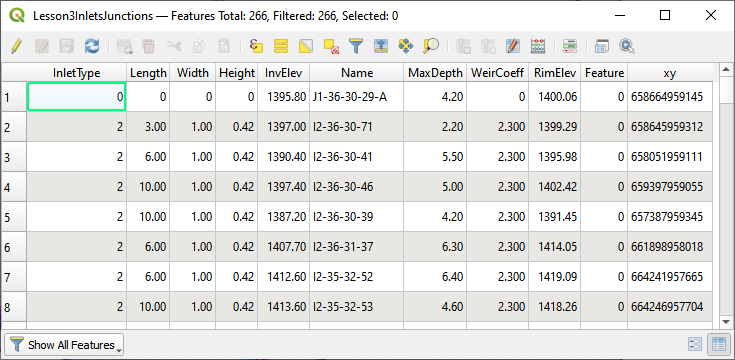 Lesson3InletsJunctions — Features Total: 266, Filtered: 266, Selected: 0
InletType Length Width Height InvElev Name MaxDepth WeirCoeff RimElev Feature xy
1 0 0 0 0 1395.80 J1-36-30-29-A 4.20 0 1400.06 0 658664959145
2 2 3.00 1.00 0.42 1397.00 I2-36-30-71 2.20 2.300 1399.29 0 658645959312
3 2 6.00 1.00 0.42 1390.40 I2-36-30-41 5.50 2.300 1395.98 0 658051959111
4 2 10.00 1.00 0.42 1397.40 I2-36-30-46 5.00 2.300 1402.42 0 659397959055
5 2 10.00 1.00 0.42 1387.20 I2-36-30-39 4.20 2.300 1391.45 0 657387959345
6 2 6.00 1.00 0.42 1407.70 I2-36-31-37 6.30 2.300 1414.05 0 661898958018
7 2 6.00 1.00 0.42 1412.60 I2-35-32-52 6.40 2.300 1419.09 0 664241957665
8 2 10.00 1.00 0.42 1413.60 I2-35-32-53 4.60 2.300 1418.26 0 664246957704
Show All Features